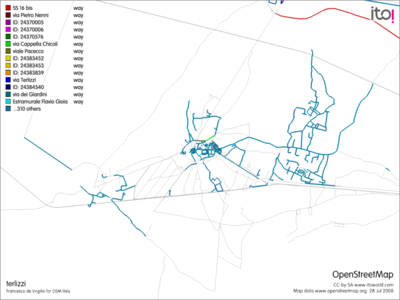 SS 16 bis way
via Pietro Nenni way
ID: 24370005 way
ID: 24370006 way
ID: 24370376 way
via Cappella Chicoli way
viale Pacecco way
ID: 24383452 way
ID: 24383453 way
ID: 24383839 way
via Terlizzi way
ID: 24384540 way
via dei Giardini way
Estramurale Flavio Gioia way
...310 others way
ito!
OpenStreetMap
CC by SA www.itoworld.com
Map data www.openstreetmap.org 28 Jul 2008
terlizzi
Francesco de Virgilio for OSM Italy